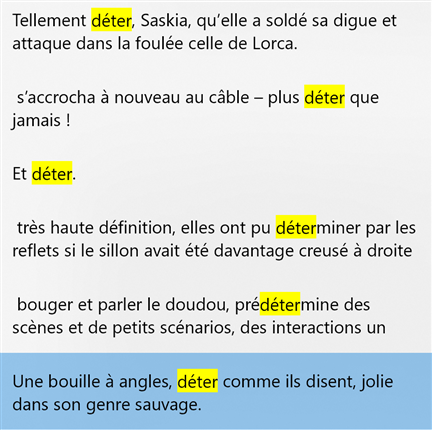 Tellement déter, Saskia, qu’elle a soldé sa digue et
attaque dans la foulée celle de Lorca.
s’accrocha à nouveau au câble – plus déter que
jamais !
Et déter.
très haute définition, elles ont pu déterminer par les
reflets si le sillon avait été davantage creusé à droite
bouger et parler le doudou, prédétermine des
scènes et de petits scénarios, des interactions un
Une bouille à angles, déter comme ils disent, jolie
dans son genre sauvage.